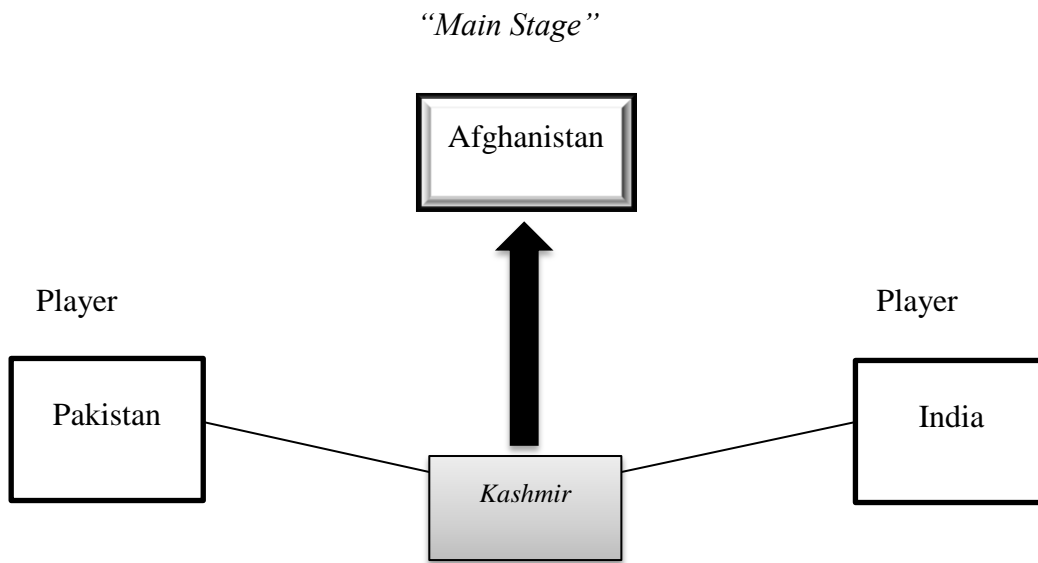 “Main Stage”
Afghanistan
Player
Player
Pakistan
India
Kashmir